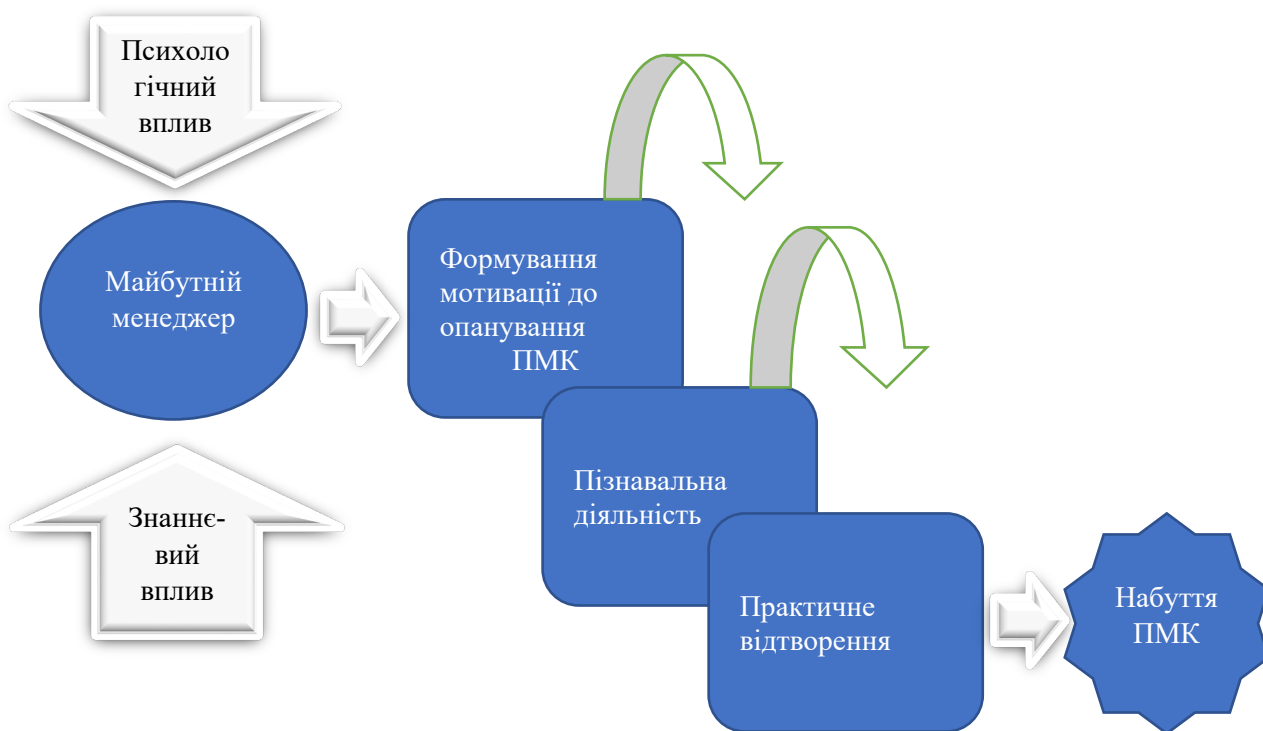 Психоло
гічний
вплив
Майбутній
менеджер
Знаннє-
вий
вплив
Формування
мотивації до
опанування
ПМК
Пізнавальна
діяльність
Практичне
відтворення
Набуття
ПМК